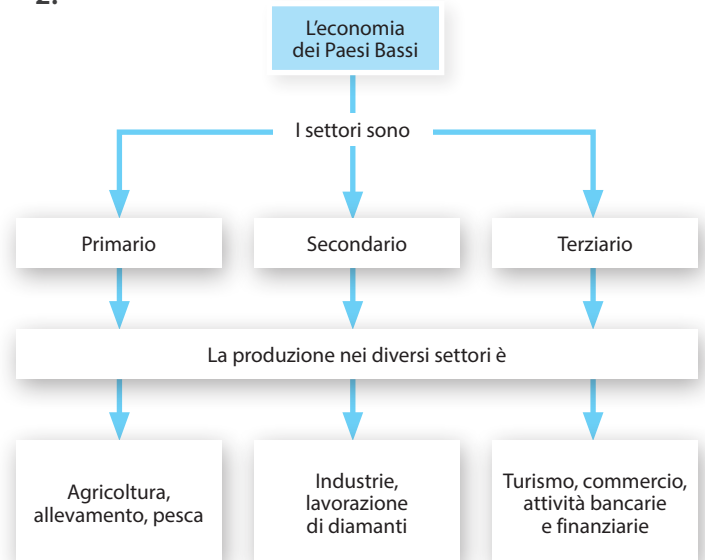 2.
L'economia
dei Paesi Bassi
I settori sono
Primario
Secondario
Terziario
La produzione nei diversi settori è
Agricoltura,
allevamento, pesca
Industrie,
lavorazione
di diamanti
Turismo, commercio,
attività bancarie
e finanziarie